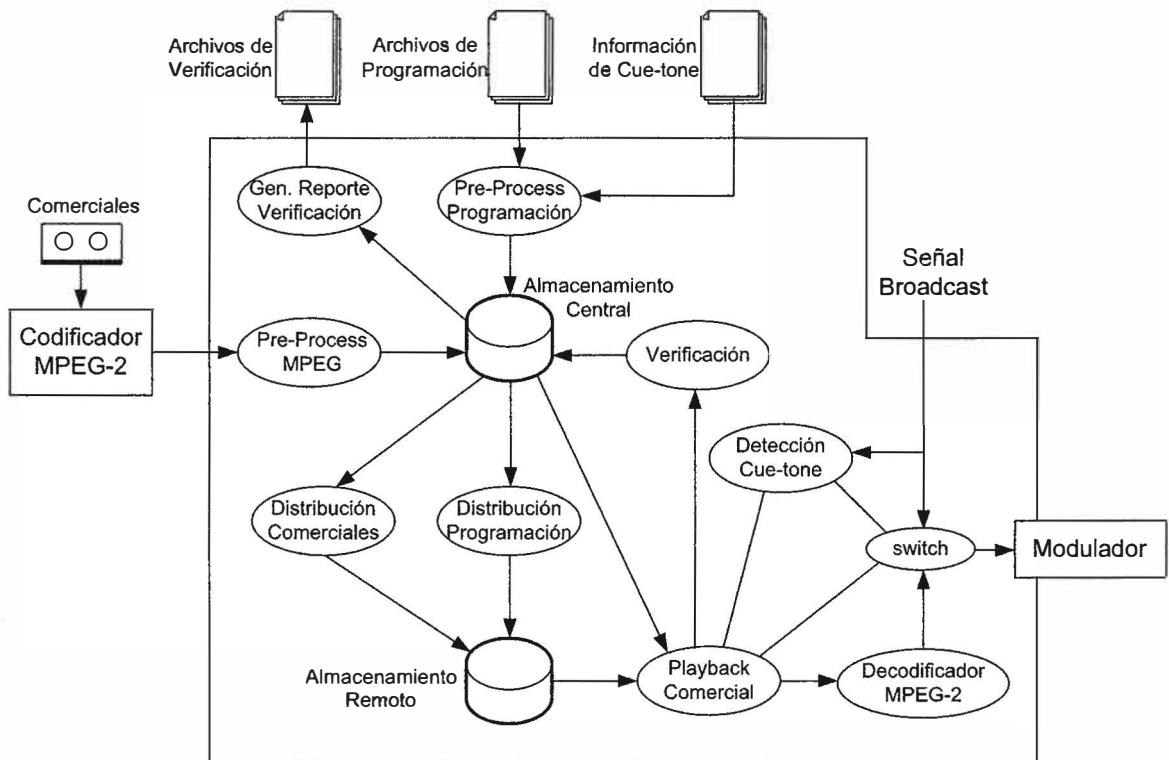 Archivos de
Verificación
Archivos de
Programación
Información
de Cue-tone
Gen. Reporte
Verificación
Pre-Process
Programación
Comerciales
Codificador
MPEG-2
Pre-Process
MPEG
Almacenamiento
Central
Verificación
Señal
Broadcast
Detección
Cue-tone
Distribución
Comerciales
Distribución
Programación
switch
Modulador
Almacenamiento
Remoto
Playback
Comercial
Decodificador
MPEG-2